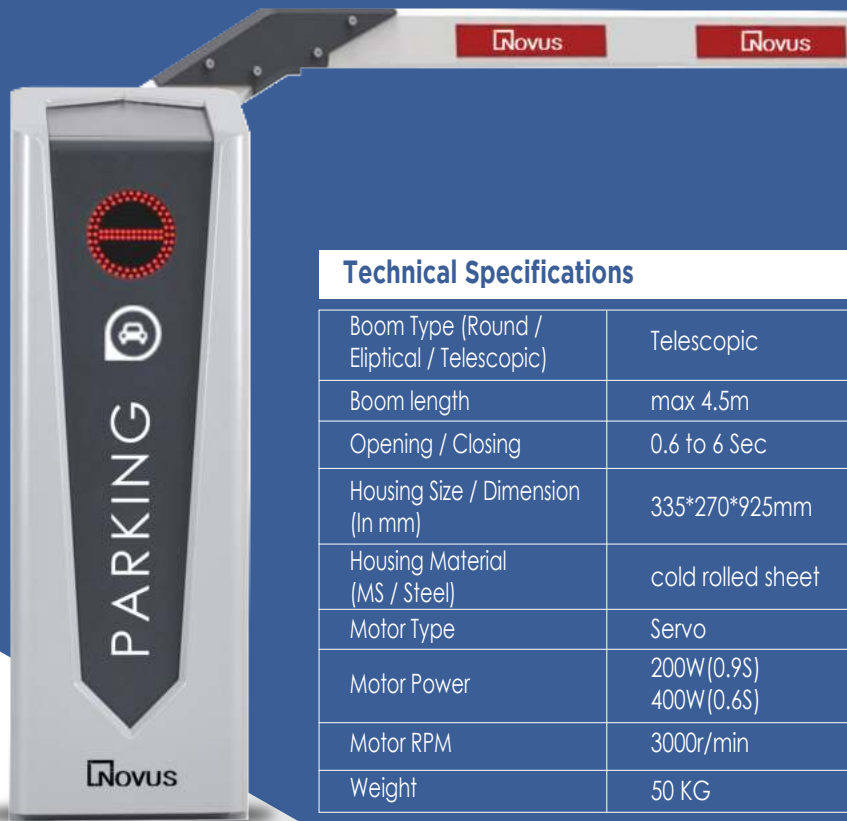 Novus Novus
PARKING
Novus
Technical Specifications
Boom Type (Round /
Eliptical / Telescopic)
Telescopic
Boom length
max 4.5m
Opening / Closing
0.6 to 6 Sec
Housing Size / Dimension
(In mm)
335*270*925mm
Housing Material
(MS / Steel)
cold rolled sheet
Motor Type
Servo
Motor Power
200W(0.9S)
400W(0.6S)
Motor RPM
3000r/min
Weight
50 KG